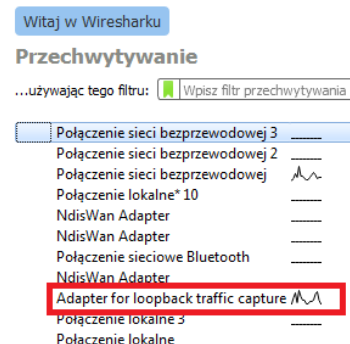 Witaj w Wiresharku
Przechwytywanie
...używając tego filtru: Wpisz filtr przechwytywania
Połączenie sieci bezprzewodowej 3
Połączenie sieci bezprzewodowej 2
Połączenie sieci bezprzewodowej
Połączenie lokalne* 10
NdisWan Adapter
NdisWan Adapter
Połączenie sieciowe Bluetooth
NdisWan Adapter
Adapter for loopback traffic capture
Połączenie lokalne 3
Połączenie lokalne